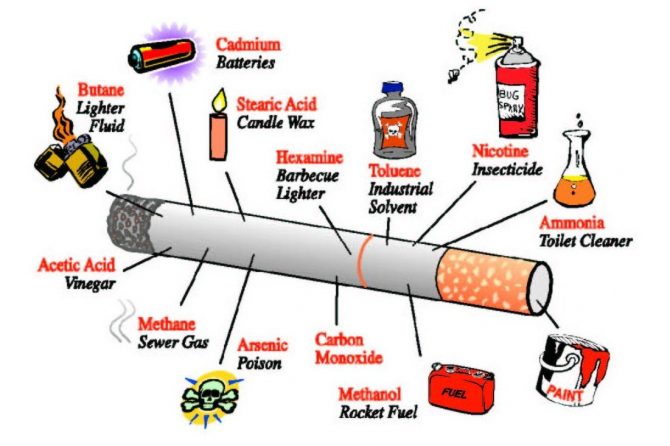 Cadmium
Batteries
Butane
Lighter
Fluid
Stearic Acid
Candle Wax
Hexamine
Barbecue
Lighter
Toluene
Industrial
Solvent
BUG
SPRAY
Nicotine
Insecticide
Ammonia
Toilet Cleaner
Acetic Acid
Vinegar
Methane
Sewer Gas
Arsenic
Poison
Carbon
Monoxide
Methanol
Rocket Fuel
FUEL
PAINT